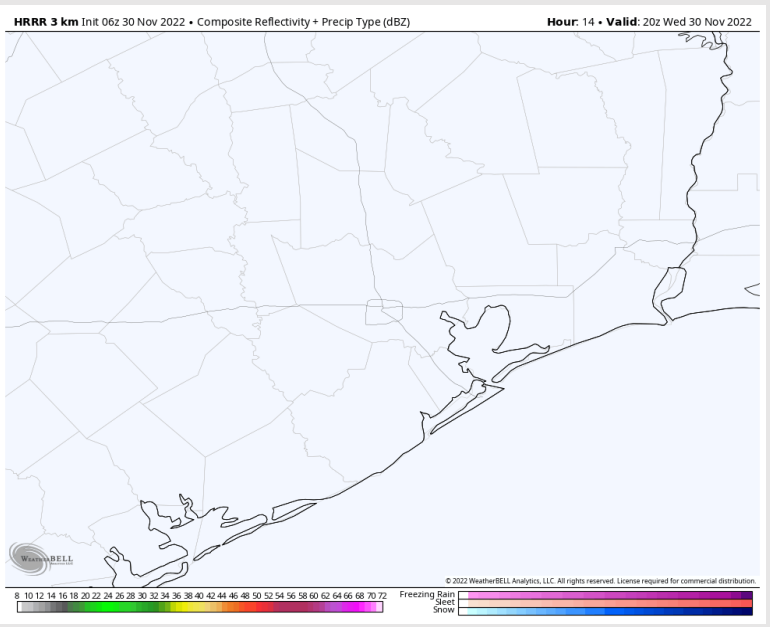 HRRR 3 km Init 06z 30 Nov 2022 • Composite Reflectivity + Precip Type (dBZ) Hour: 14 • Valid: 20z Wed 30 Nov 2022
WeatherBELL
© 2022 WeatherBELL Analytics, LLC. All rights reserved. License required for commercial distribution.
8 10 12 14 16 18 20 22 24 26 28 30 32 34 36 38 40 42 44 46 48 50 52 54 56 58 60 62 64 66 68 70 72
Freezing Rain
Sleet
Snow